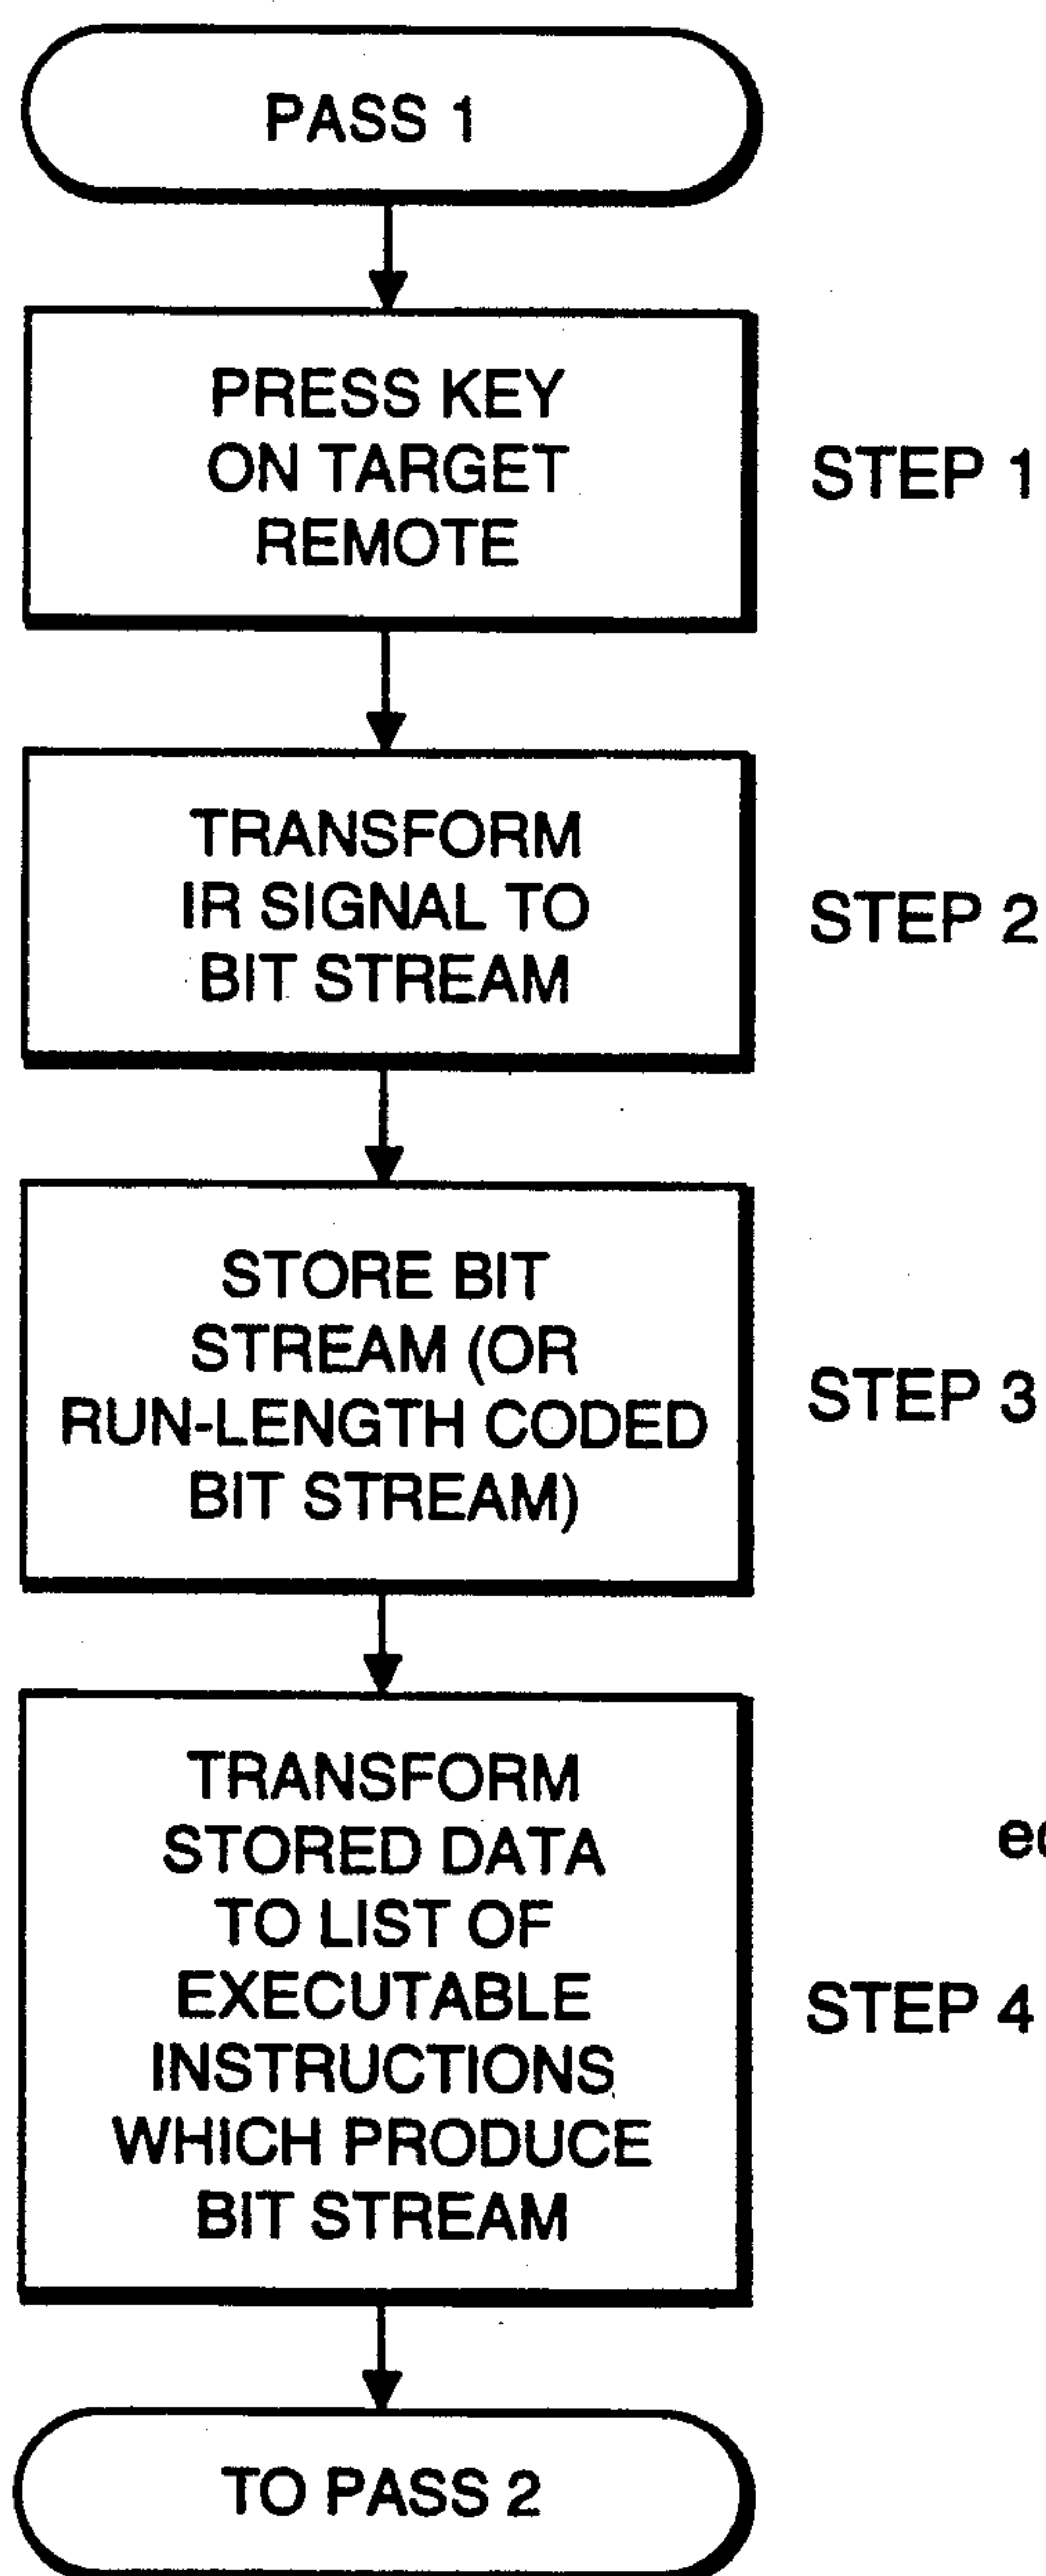 PASS 1
PRESS KEY
ON TARGET
REMOTE
STEP 1
TRANSFORM
IR SIGNAL TO
BIT STREAM
STEP 2
STORE BIT
STREAM (OR
RUN-LENGTH CODED
BIT STREAM)
STEP 3
TRANSFORM
STORED DATA
TO LIST OF
EXECUTABLE
INSTRUCTIONS
WHICH PRODUCE
BIT STREAM
STEP 4
TO PASS 2